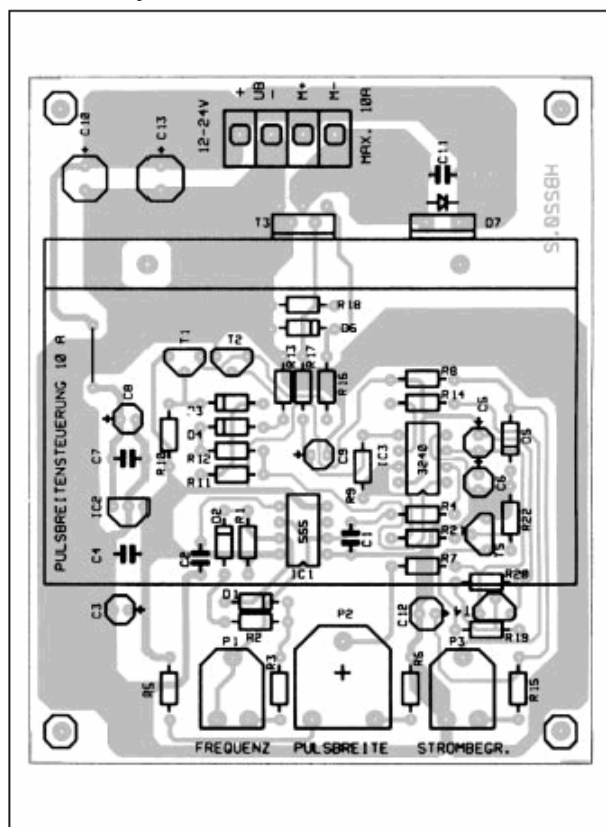 + UB - M+ M-
12-24V
MAX. 10A
C10
C13
C11
HB550'S
T3
D7
PULSBREITENSTEUERUNG 10 A
R18
D6
T1
T2
R13
R17
R16
R8
R14
C8
D3
D4
R12
R11
R10
C9
IC3
3240
C5
D5
C6
C7
R9
IC2
D2
R1
555
C1
R4
R22
T5
C4
C2
IC1
R7
R20
C3
D1
R2
P2
C12
T4
R19
P1
R3
R6
P3
R5
R15
FREQUENZ PULSBREITE STROMBEGR.